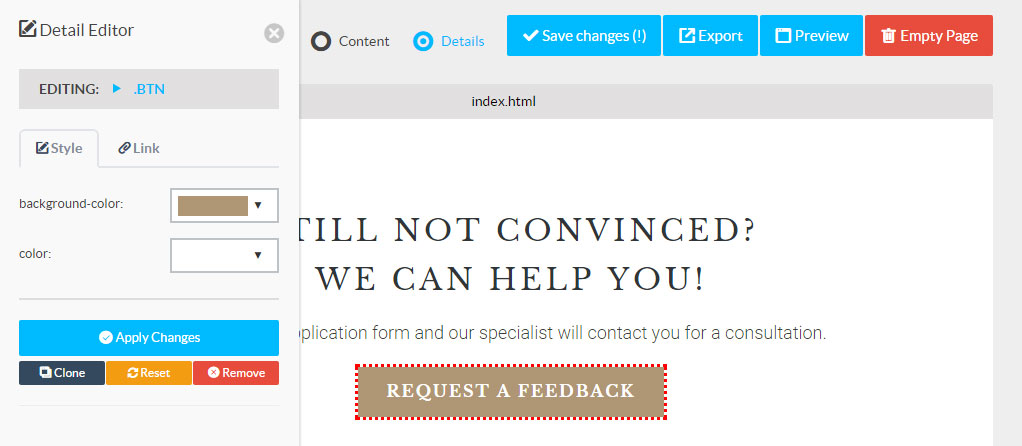 Detail Editor
EDITING: .BTN
Style Link
background-color:
color:
Apply Changes
Clone Reset Remove
Content Details Save changes (!) Export Preview Empty Page
index.html
TILL NOT CONVINCED?
WE CAN HELP YOU!
plication form and our specialist will contact you for a consultation.
REQUEST A FEEDBACK